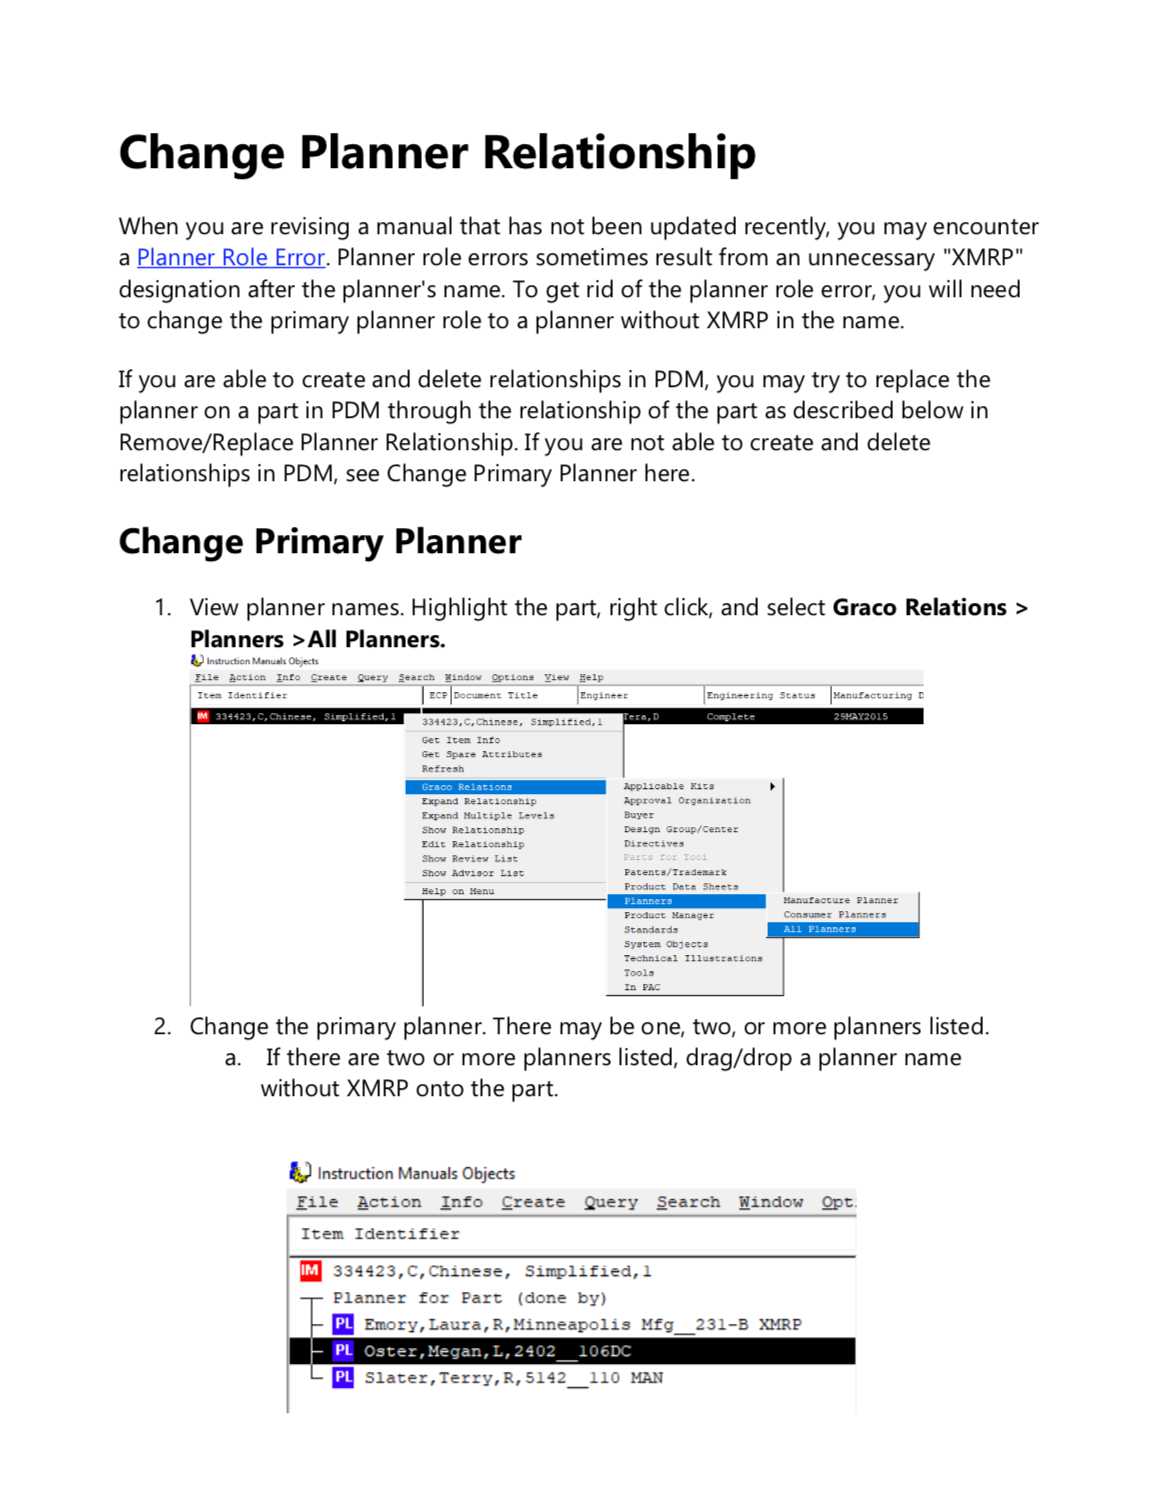 Change Planner Relationship
When you are revising a manual that has not been updated recently, you may encounter
a Planner Role Error. Planner role errors sometimes result from an unnecessary "XMRP"
designation after the planner's name. To get rid of the planner role error, you will need
to change the primary planner role to a planner without XMRP in the name.
If you are able to create and delete relationships in PDM, you may try to replace the
planner on a part in PDM through the relationship of the part as described below in
Remove/Replace Planner Relationship. If you are not able to create and delete
relationships in PDM, see Change Primary Planner here.
Change Primary Planner
1. View planner names. Highlight the part, right click, and select Graco Relations >
Planners >All Planners.
Instruction Manuals Objects
File Action Info Create Query Search Window Options View Help
Item Identifier ECP Document Title Engineer Engineering Status Manufacturing D
IM 334423,C,Chinese, Simplified,1 Tera,D Complete 29MAY2015
334423,C,Chinese, Simplified,1
Get Item Info
Get Spare Attributes
Refresh
Graco Relations
Expand Relationship
Expand Multiple Levels
Show Relationship
Edit Relationship
Show Review List
Show Advisor List
Help on Menu
Applicable Kits
Approval Organization
Buyer
Design Group/Center
Directives
Parts for Tool
Patents/Trademark
Product Data Sheets
Planners
Product Manager
Standards
System Objects
Technical Illustrations
Tools
In PAC
Manufacture Planner
Consumer Planners
All Planners
2. Change the primary planner. There may be one, two, or more planners listed.
a. If there are two or more planners listed, drag/drop a planner name
without XMRP onto the part.
Instruction Manuals Objects
File Action Info Create Query Search Window Opt
Item Identifier
IM 334423,C,Chinese, Simplified,1
Planner for Part (done by)
PL Emory,Laura,R,Minneapolis Mfg__231-B XMRP
PL Oster,Megan,L,2402__106DC
PL Slater,Terry,R,5142__110 MAN